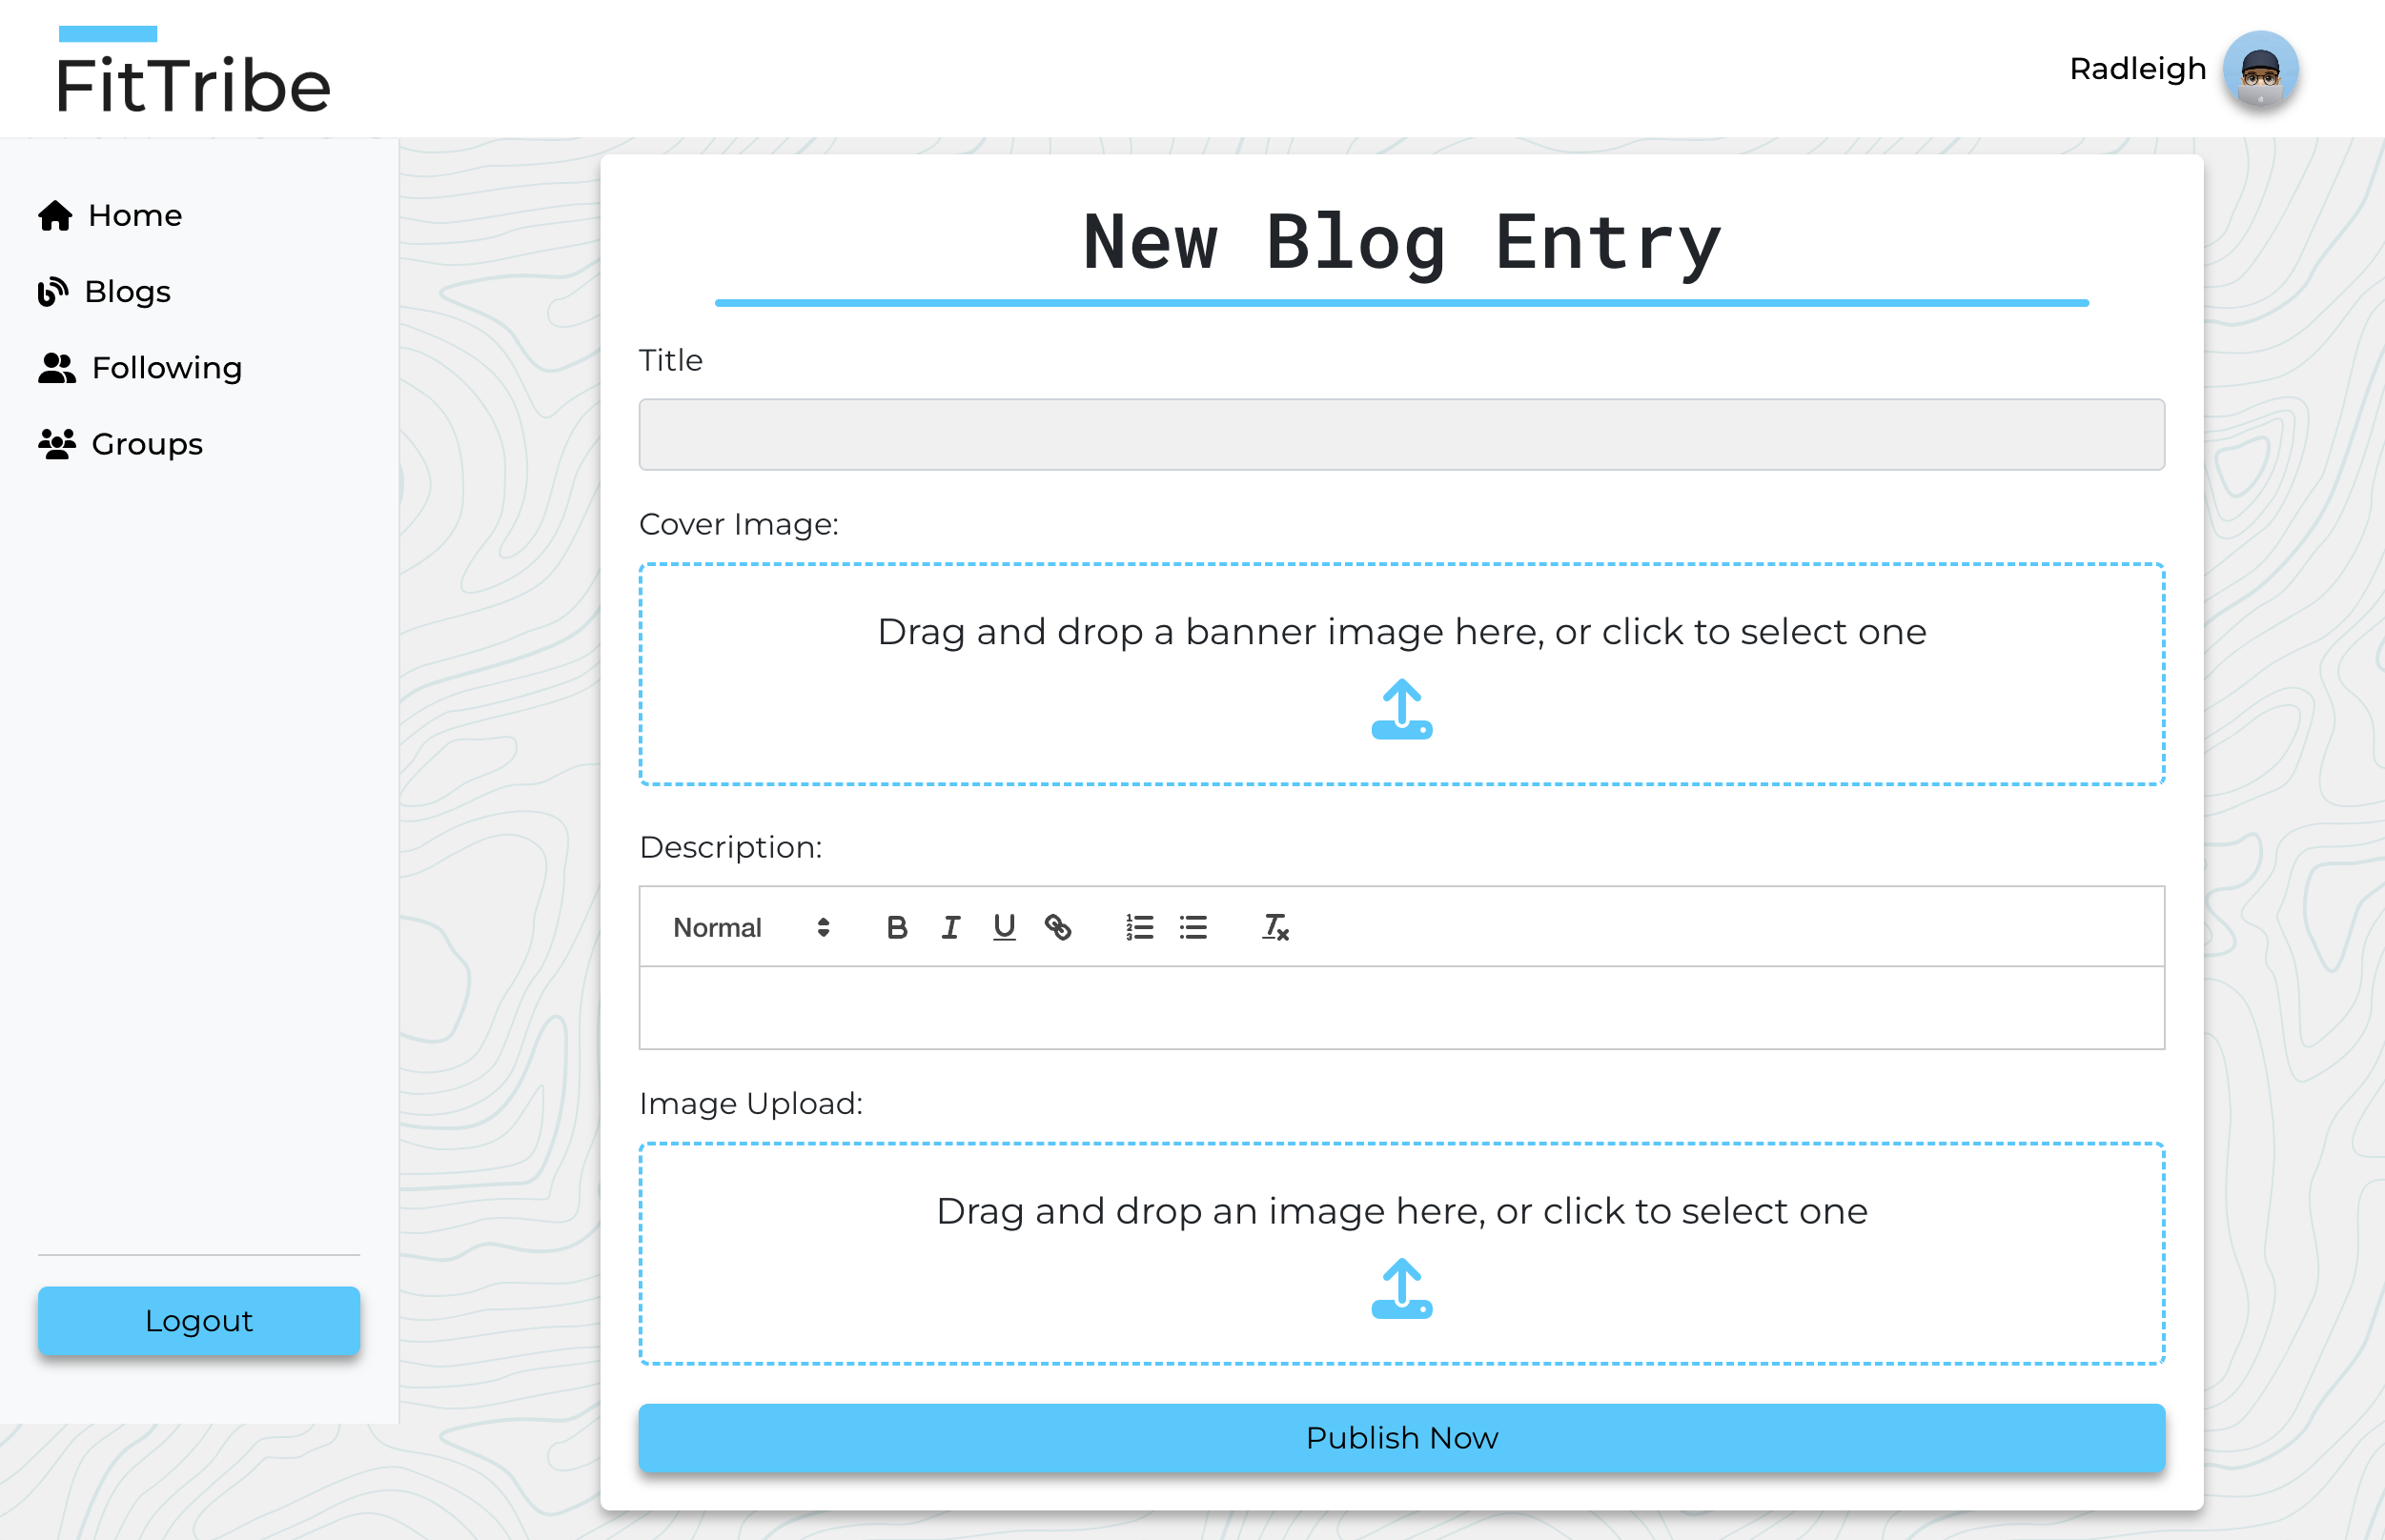 FitTribe
Radleigh
Home
Blogs
Following
Groups
Logout
New Blog Entry
Title
Cover Image:
Drag and drop a banner image here, or click to select one
Description:
Normal
Image Upload:
Drag and drop an image here, or click to select one
Publish Now